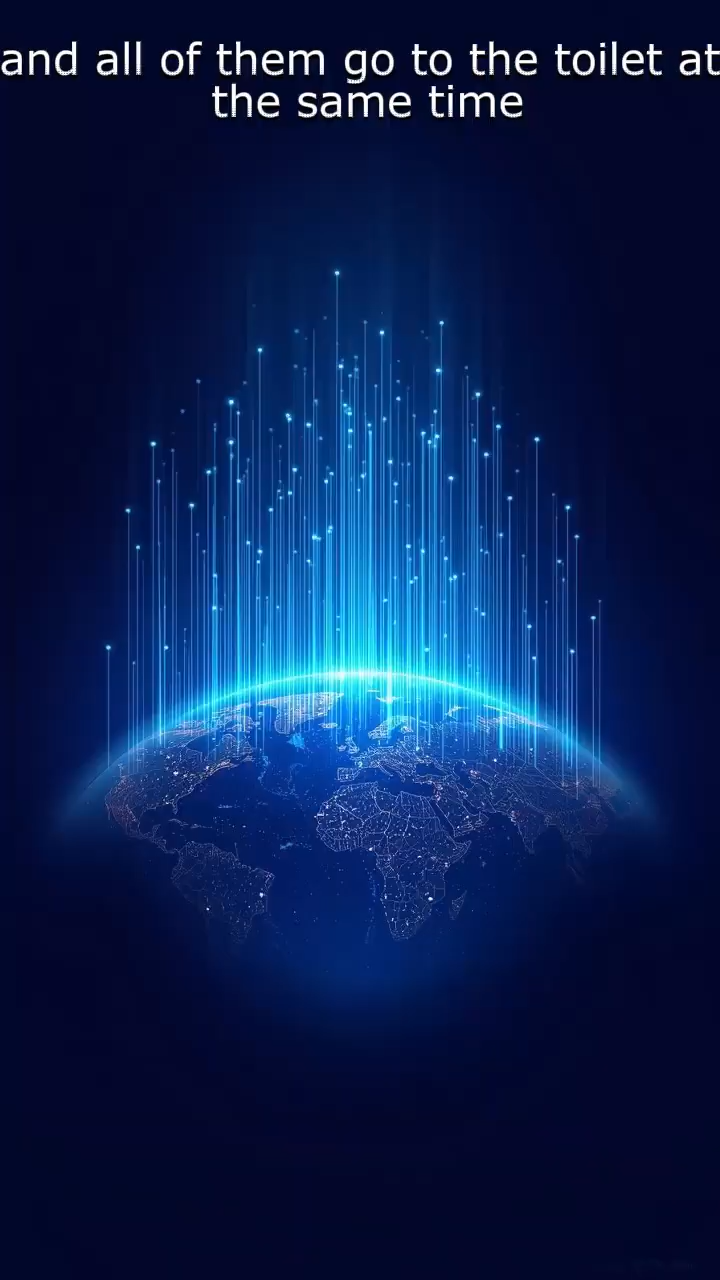 and all of them go to the toilet at
the same time